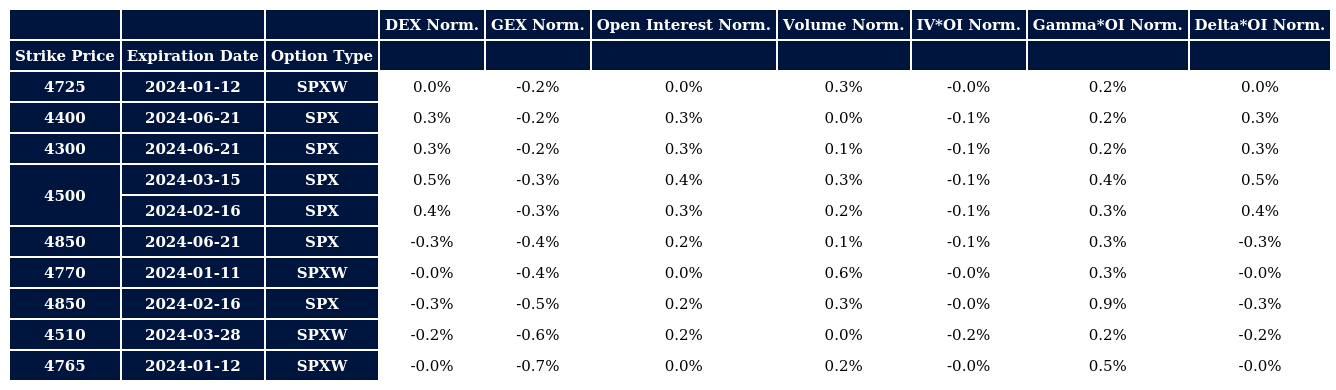 DEX Norm. GEX Norm. Open Interest Norm. Volume Norm. IV*OI Norm. Gamma*OI Norm. Delta*OI Norm.
Strike Price Expiration Date Option Type
4725 2024-01-12 SPXW 0.0% -0.2% 0.0% 0.3% -0.0% 0.2% 0.0%
4400 2024-06-21 SPX 0.3% -0.2% 0.3% 0.0% -0.1% 0.2% 0.3%
4300 2024-06-21 SPX 0.3% -0.2% 0.3% 0.1% -0.1% 0.2% 0.3%
4500 2024-03-15 SPX 0.5% -0.3% 0.4% 0.3% -0.1% 0.4% 0.5%
2024-02-16 SPX 0.4% -0.3% 0.3% 0.2% -0.1% 0.3% 0.4%
4850 2024-06-21 SPX -0.3% -0.4% 0.2% 0.1% -0.1% 0.3% -0.3%
4770 2024-01-11 SPXW -0.0% -0.4% 0.0% 0.6% -0.0% 0.3% -0.0%
4850 2024-02-16 SPX -0.3% -0.5% 0.2% 0.3% -0.0% 0.9% -0.3%
4510 2024-03-28 SPXW -0.2% -0.6% 0.2% 0.0% -0.2% 0.2% -0.2%
4765 2024-01-12 SPXW -0.0% -0.7% 0.0% 0.2% -0.0% 0.5% -0.0%